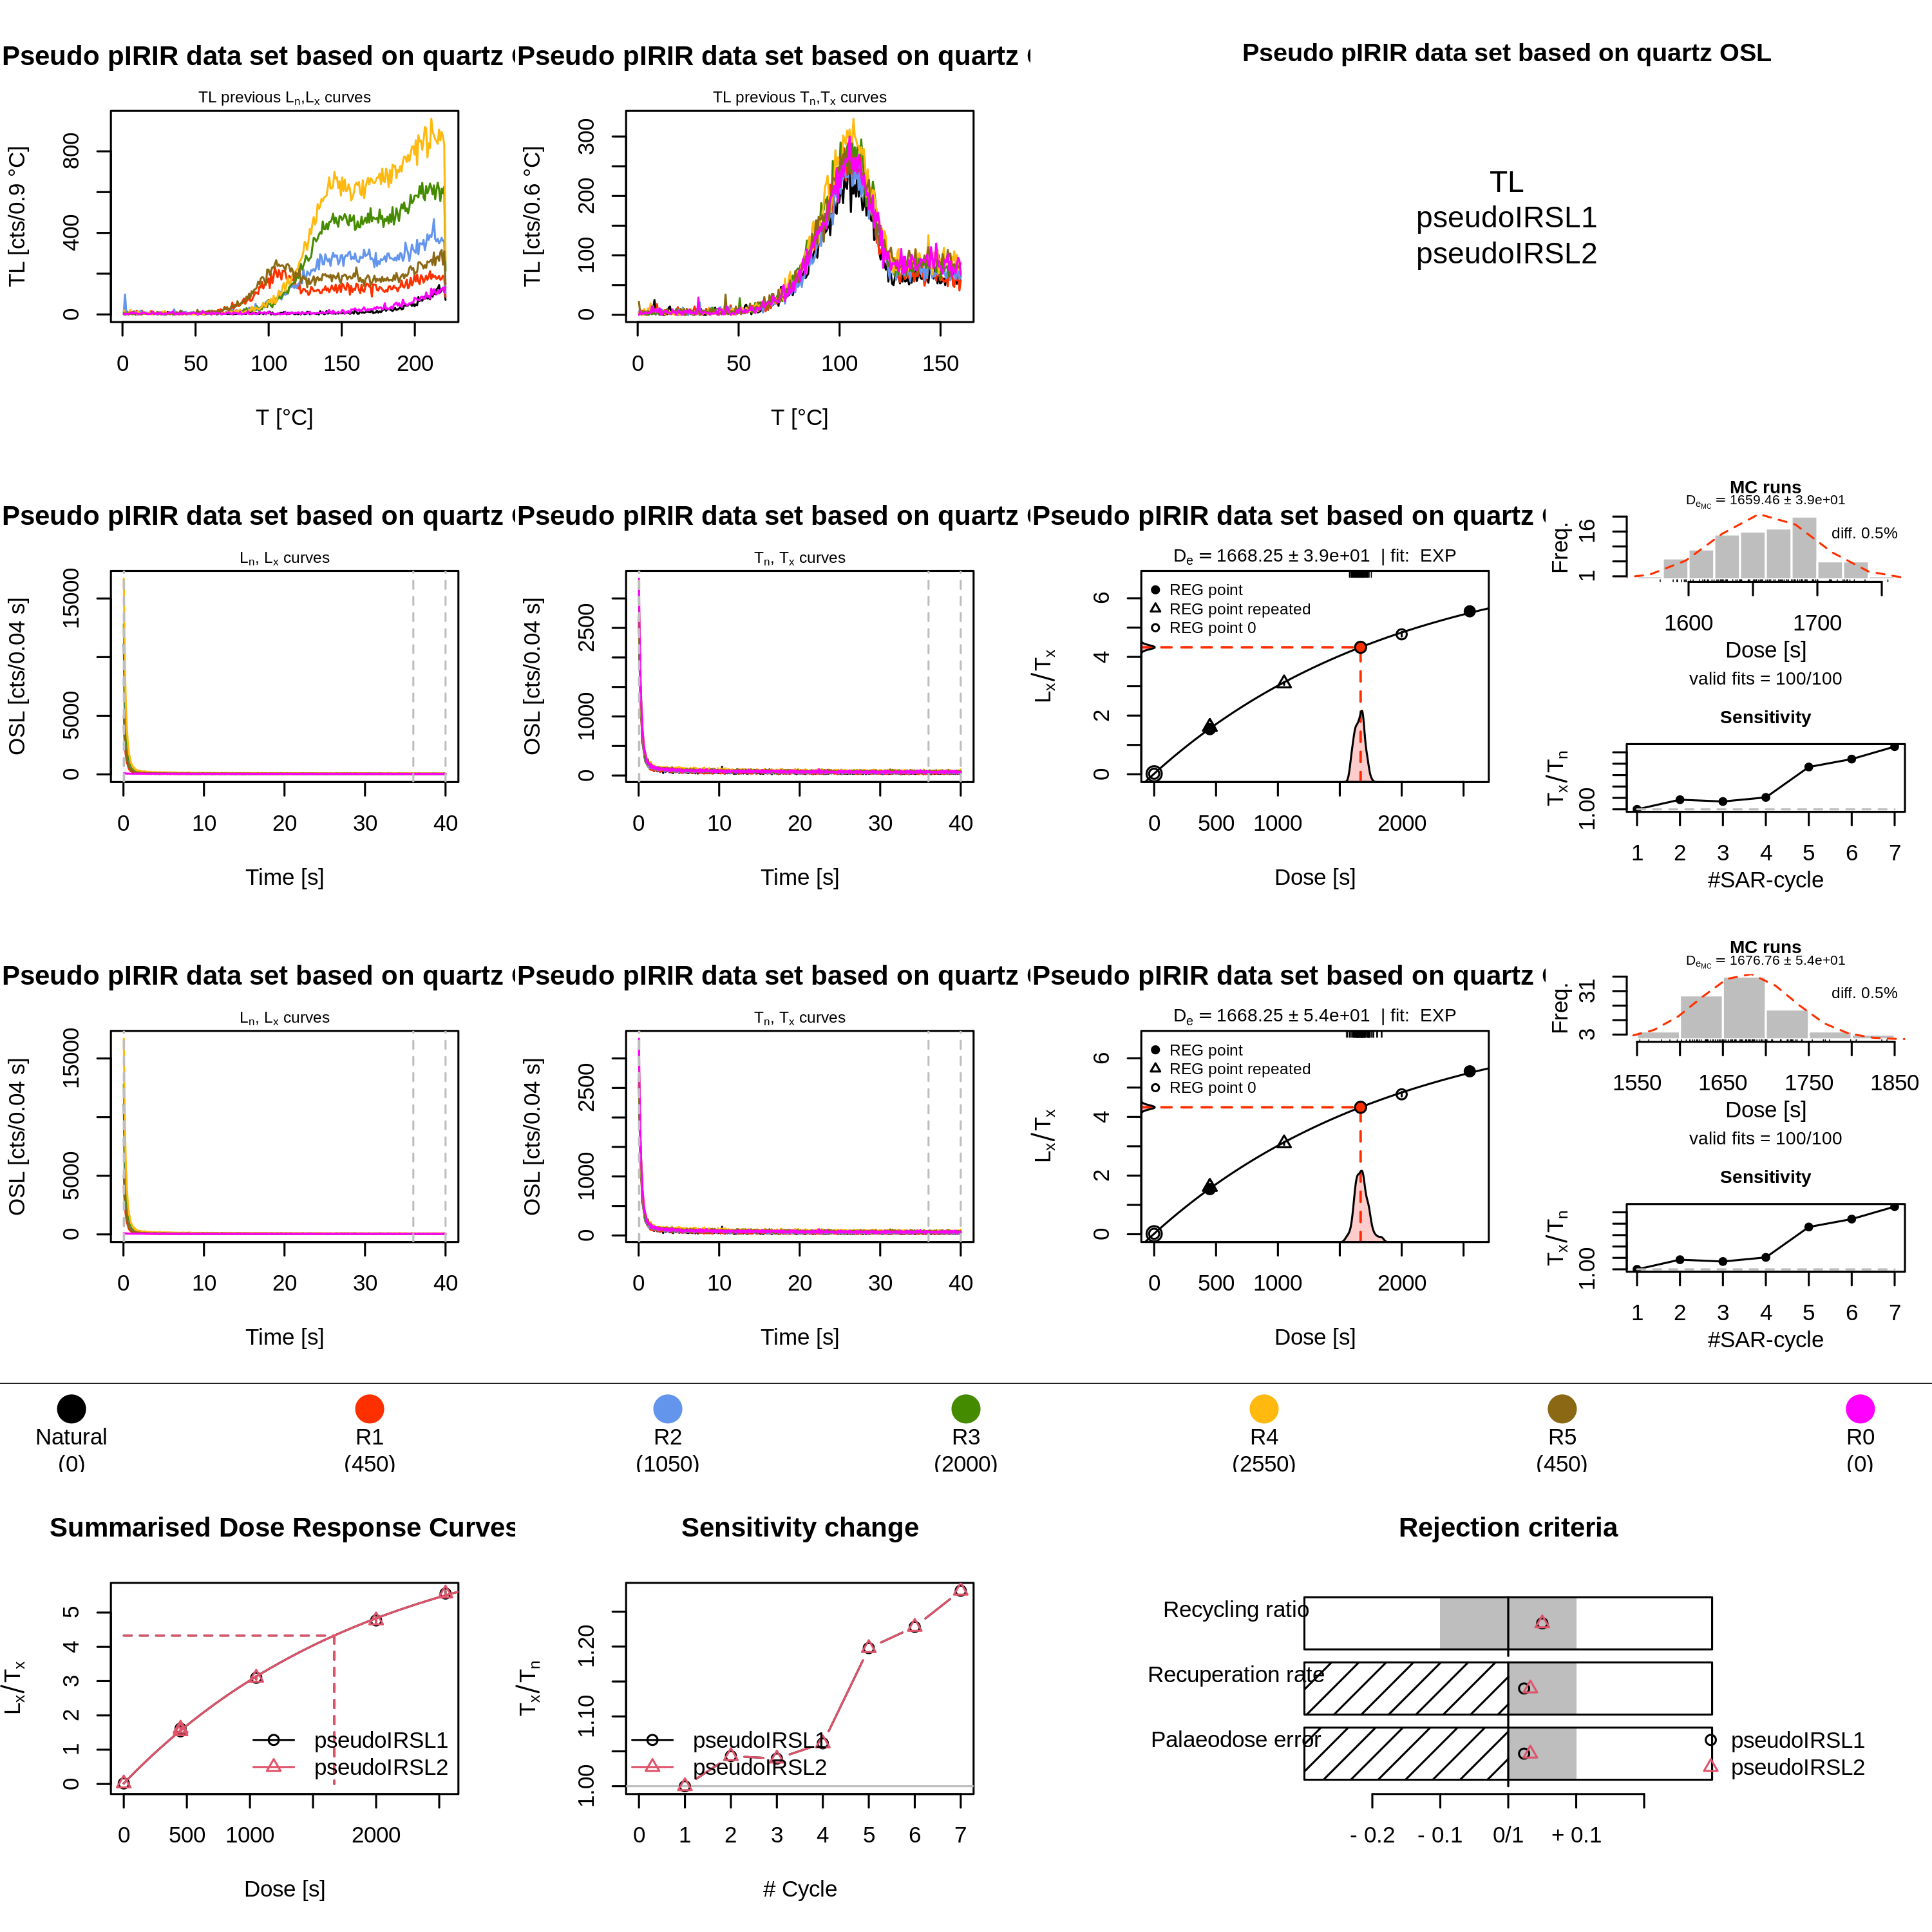 Pseudo pIRIR data set based on quartz (
Pseudo pIRIR data set based on quartz (
Pseudo pIRIR data set based on quartz OSL
TL previous Ln,Lx curves
TL [cts/0.9 °C]
0 400 800
0 50 100 150 200
T [°C]
TL previous Tn,Tx curves
TL [cts/0.6 °C]
0 100 200 300
0 50 100 150
T [°C]
TL
pseudoIRSL1
pseudoIRSL2
Pseudo pIRIR data set based on quartz (
Pseudo pIRIR data set based on quartz (
Pseudo pIRIR data set based on quartz (
Ln, Lx curves
OSL [cts/0.04 s]
0 5000 15000
0 10 20 30 40
Time [s]
Tn, Tx curves
OSL [cts/0.04 s]
0 1000 2500
0 10 20 30 40
Time [s]
De = 1668.25 ± 3.9e+01 | fit: EXP
REG point
REG point repeated
REG point 0
Lx/Tx
0 2 4 6
0 500 1000 2000
Dose [s]
MC runs
DeMC = 1659.46 ± 3.9e+01
diff. 0.5%
Freq.
1 16
1600 1700
Dose [s]
valid fits = 100/100
Sensitivity
Tx/Tn
1.00
1 2 3 4 5 6 7
#SAR-cycle
Pseudo pIRIR data set based on quartz (
Pseudo pIRIR data set based on quartz (
Pseudo pIRIR data set based on quartz (
Ln, Lx curves
OSL [cts/0.04 s]
0 5000 15000
0 10 20 30 40
Time [s]
Tn, Tx curves
OSL [cts/0.04 s]
0 1000 2500
0 10 20 30 40
Time [s]
De = 1668.25 ± 5.4e+01 | fit: EXP
REG point
REG point repeated
REG point 0
Lx/Tx
0 2 4 6
0 500 1000 2000
Dose [s]
MC runs
DeMC = 1676.76 ± 5.4e+01
diff. 0.5%
Freq.
3 31
1550 1650 1750 1850
Dose [s]
valid fits = 100/100
Sensitivity
Tx/Tn
1.00
1 2 3 4 5 6 7
#SAR-cycle
Natural R1 R2 R3 R4 R5 R0
(0) (450) (1050) (2000) (2550) (450) (0)
Summarised Dose Response Curves
Lx/Tx
0 1 2 3 4 5
pseudoIRSL1
pseudoIRSL2
0 500 1000 2000
Dose [s]
Sensitivity change
Tx/Tn
1.00 1.10 1.20
pseudoIRSL1
pseudoIRSL2
0 1 2 3 4 5 6 7
# Cycle
Rejection criteria
Recycling ratio
Recuperation rate
Palaeodose error
pseudoIRSL1
pseudoIRSL2
- 0.2 - 0.1 0/1 + 0.1